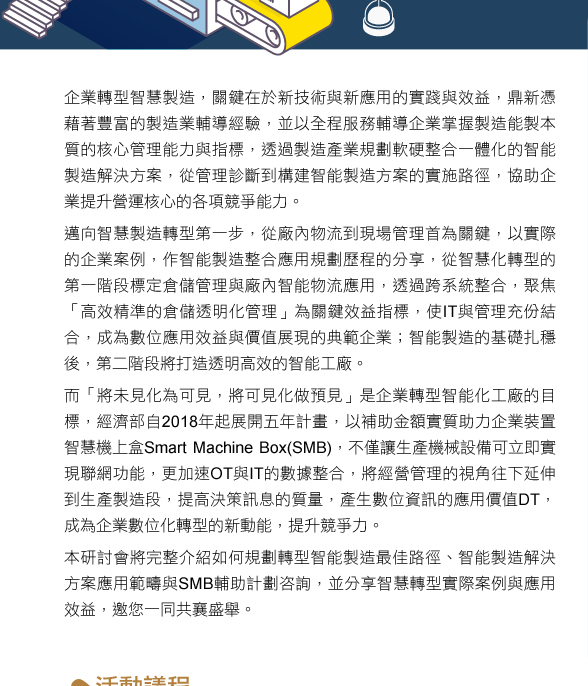 企業轉型智慧製造，關鍵在於新技術與新應用的實踐與效益，鼎新憑
藉著豐富的製造業輔導經驗，並以全程服務輔導企業掌握製造能製本
質的核心管理能力與指標，透過製造產業規劃軟硬整合一體化的智能
製造解決方案，從管理診斷到構建智能製造方案的實施路徑，協助企
業提升營運核心的各項競爭能力。
邁向智慧製造轉型第一步，從廠內物流到現場管理首為關鍵，以實際
的企業案例，作智能製造整合應用規劃歷程的分享，從智慧化轉型的
第一階段標定倉儲管理與廠內智能物流應用，透過跨系統整合，聚焦
「高效精準的倉儲透明化管理」為關鍵效益指標，使IT與管理充份結
合，成為數位應用效益與價值展現的典範企業；智能製造的基礎扎穩
後，第二階段將打造透明高效的智能工廠。
而「將未見化為可見，將可見化做預見」是企業轉型智能化工廠的目
標，經濟部自2018年起展開五年計畫，以補助金額實質助力企業裝置
智慧機上盒Smart Machine Box(SMB)，不僅讓生產機械設備可立即實
現聯網功能，更加速OT與IT的數據整合，將經營管理的視角往下延伸
到生產製造段，提高決策訊息的質量，產生數位資訊的應用價值DT，
成為企業數位化轉型的新動能，提升競爭力。
本研討會將完整介紹如何規劃轉型智能製造最佳路徑、智能製造解決
方案應用範疇與SMB輔助計劃咨詢，並分享智慧轉型實際案例與應用
效益，邀您一同共襄盛舉。
活動議程